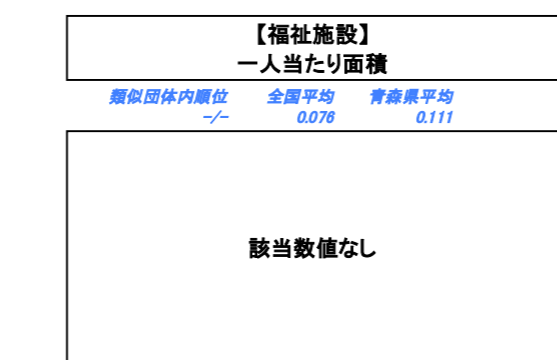 【福祉施設】
一人当たり面積
類似団体内順位 全国平均 青森県平均
-/- 0.076 0.111
該当数値なし